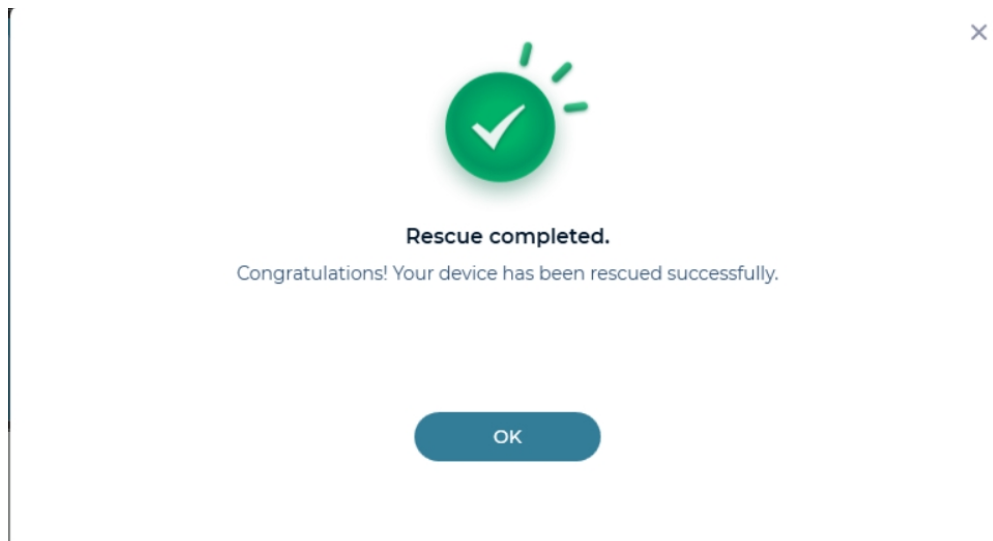 Rescue completed.
Congratulations! Your device has been rescued successfully.
OK